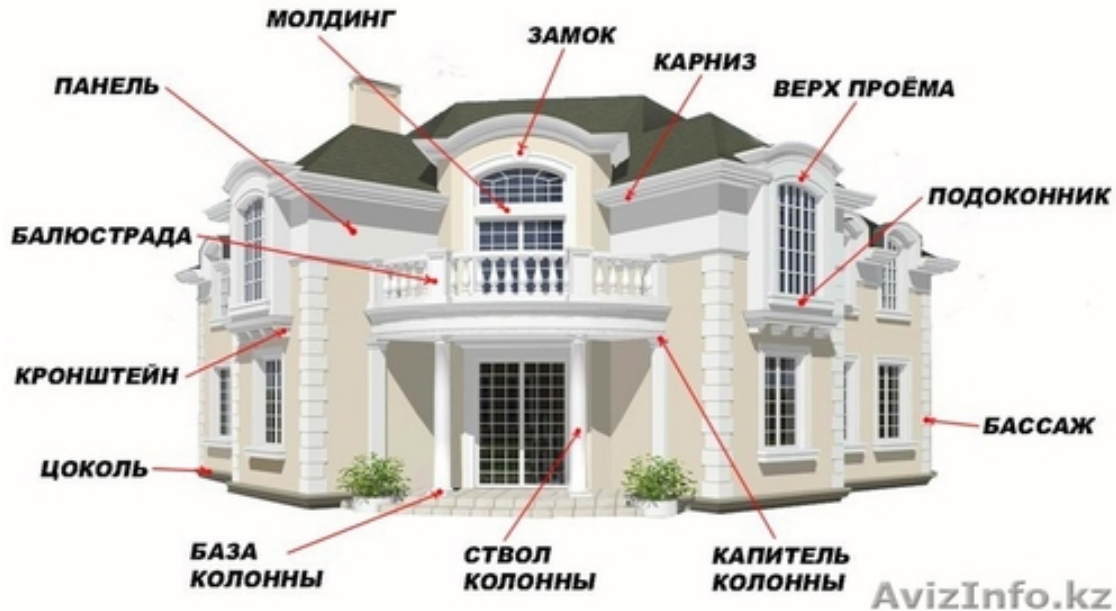 МОЛДИНГ
ЗАМОК
КАРНИЗ
ПАНЕЛЬ
ВЕРХ ПРОЁМА
ПОДОКОННИК
БАЛЮСТРАДА
КРОНШТЕЙН
БАССАЖ
ЦОКОЛЬ
БАЗА
КОЛОННЫ
СТВОЛ
КОЛОННЫ
КАПИТЕЛЬ
КОЛОННЫ
AvizInfo.kz